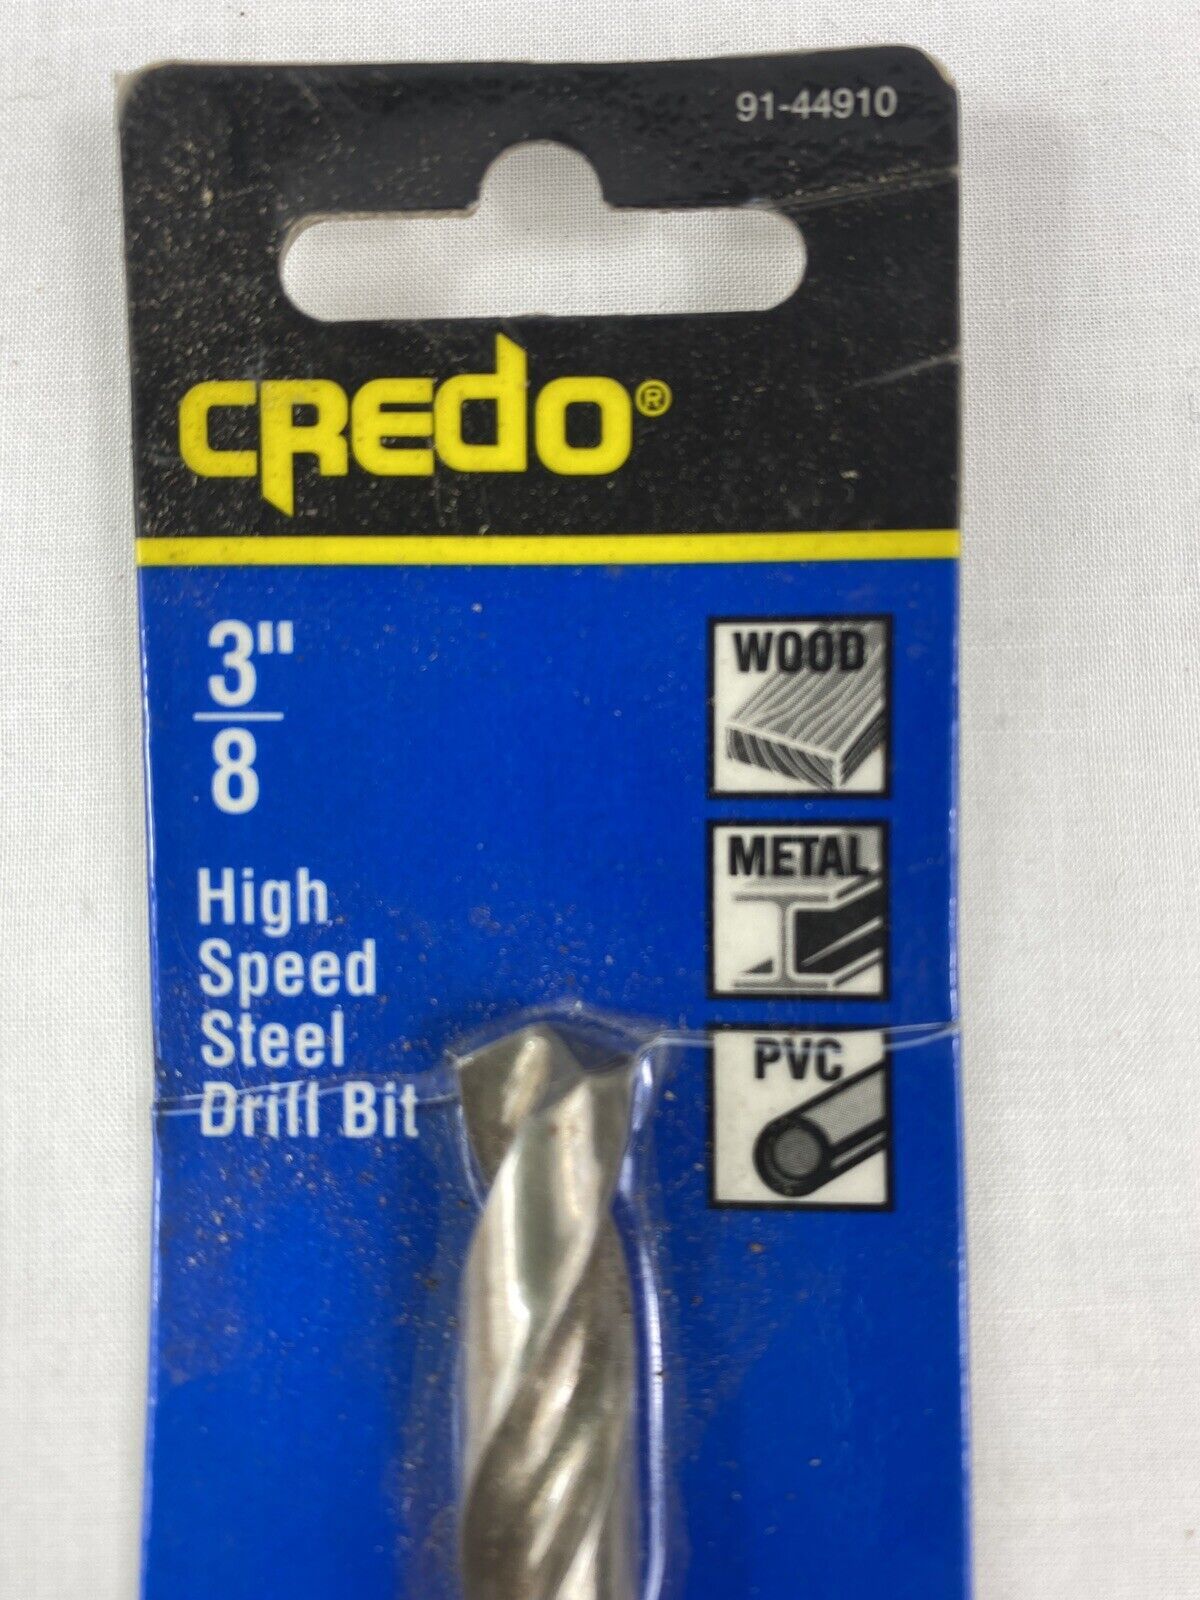 91-44910
CREdO®
3"
8
WOOD
METAL
High
Speed
Steel
Drill Bit
PVC